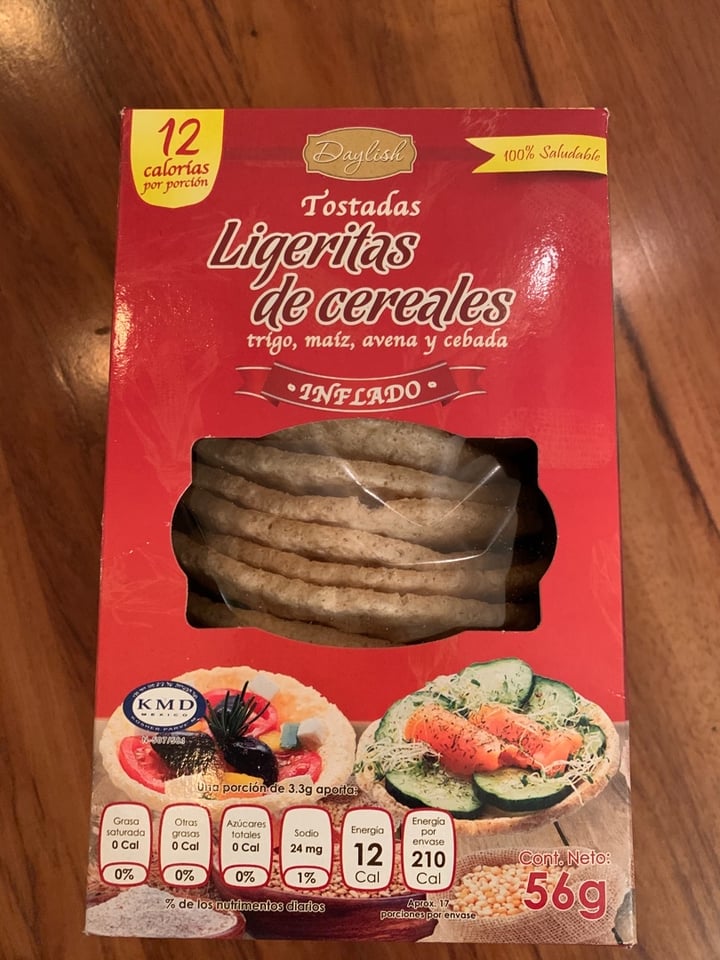 12
calorías
por porción
Daylish
100% Saludable
Tostadas
Ligeritas
de cereales
trigo, maíz, avena y cebada
INFLADO
KMD
MEXICO
Una porción de 3.3g aporta:
Grasa
saturada
0 Cal
0%
Otras
grasas
0 Cal
0%
Azúcares
totales
0 Cal
0%
Sodio
24 mg
1%
Energía
12
Cal
Energía
por
envase
210
Cal
% de los nutrimentos diarios
Aprox. 17
porciones por envase
Cont. Neto:
56g